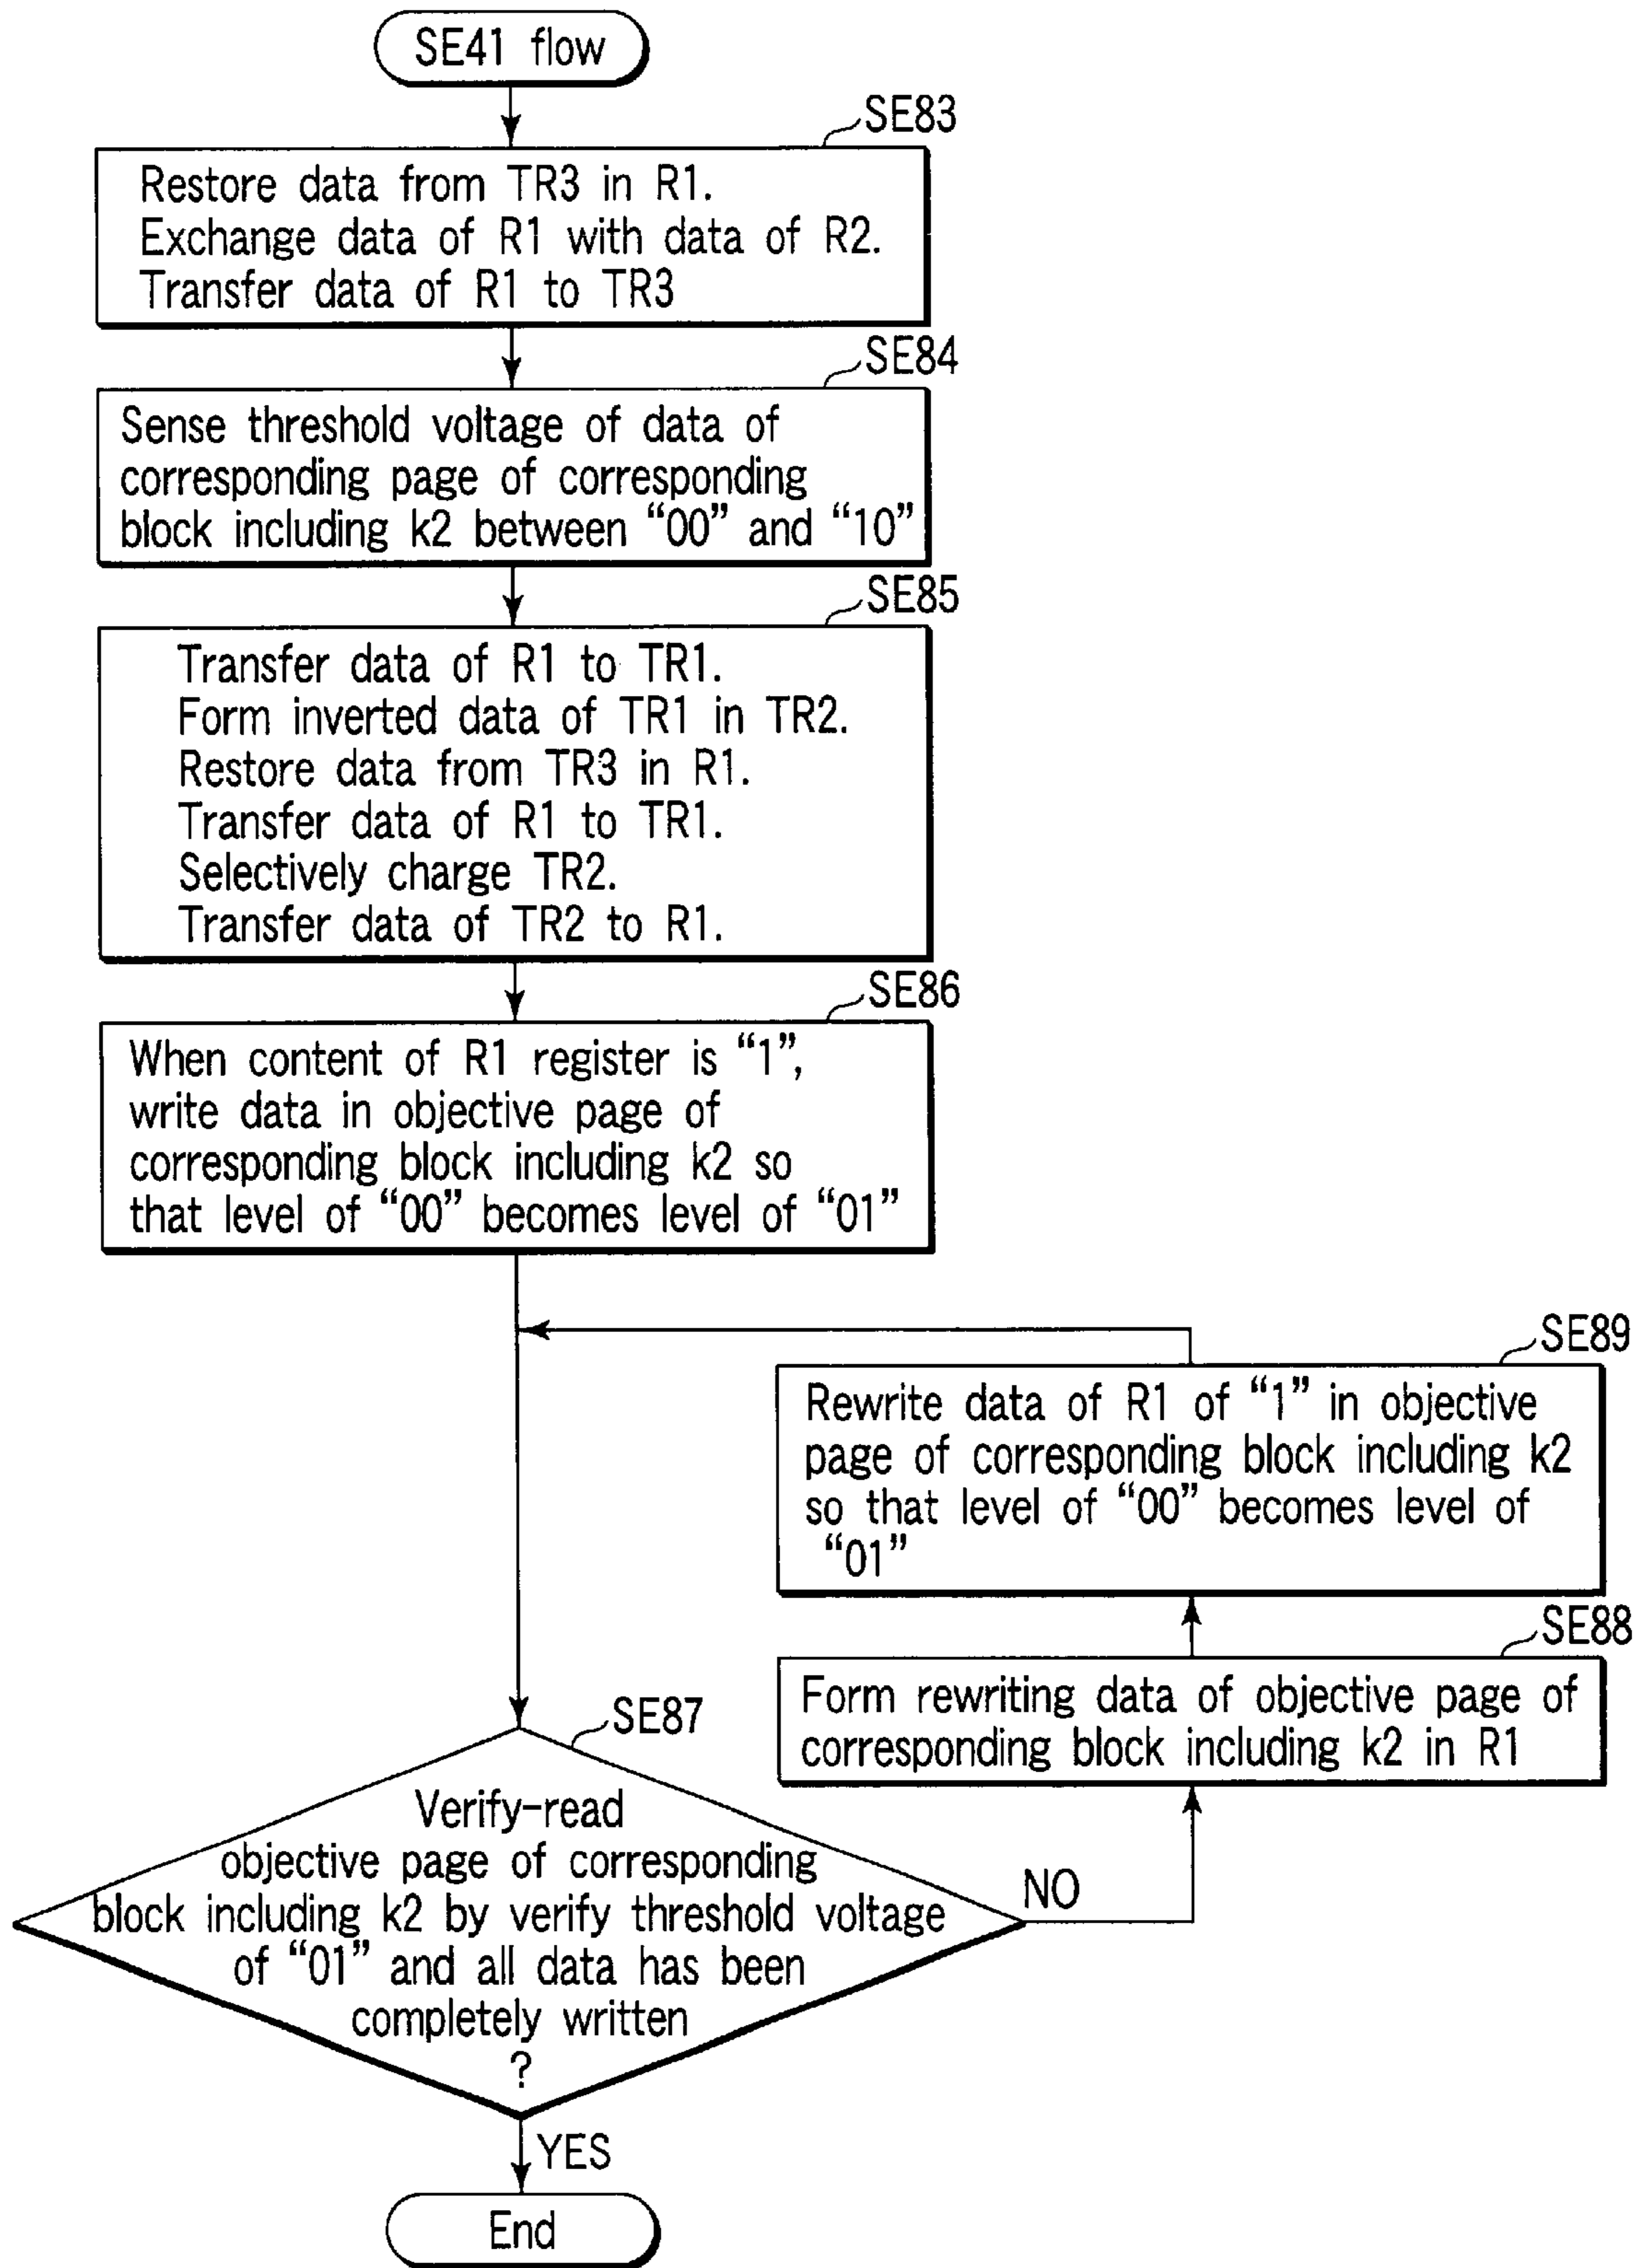 SE41 flow
SE83
Restore data from TR3 in R1.
Exchange data of R1 with data of R2.
Transfer data of R1 to TR3
SE84
Sense threshold voltage of data of
corresponding page of corresponding
block including k2 between “00” and “10”
SE85
Transfer data of R1 to TR1.
Form inverted data of TR1 in TR2.
Restore data from TR3 in R1.
Transfer data of R1 to TR1.
Selectively charge TR2.
Transfer data of TR2 to R1.
SE86
When content of R1 register is “1”,
write data in objective page of
corresponding block including k2 so
that level of “00” becomes level of “01”
SE89
Rewrite data of R1 of “1” in objective
page of corresponding block including k2
so that level of “00” becomes level of
“01”
SE88
Form rewriting data of objective page of
corresponding block including k2 in R1
SE87
Verify-read
objective page of corresponding
block including k2 by verify threshold voltage
of “01” and all data has been
completely written
?
NO
YES
End